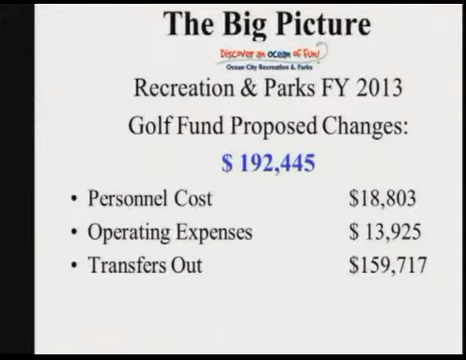 The Big Picture
Discover an ocean of Fun!
Ocean City Recreation & Parks
Recreation & Parks FY 2013
Golf Fund Proposed Changes:
$ 192,445
• Personnel Cost $18,803
• Operating Expenses $ 13,925
• Transfers Out $159,717